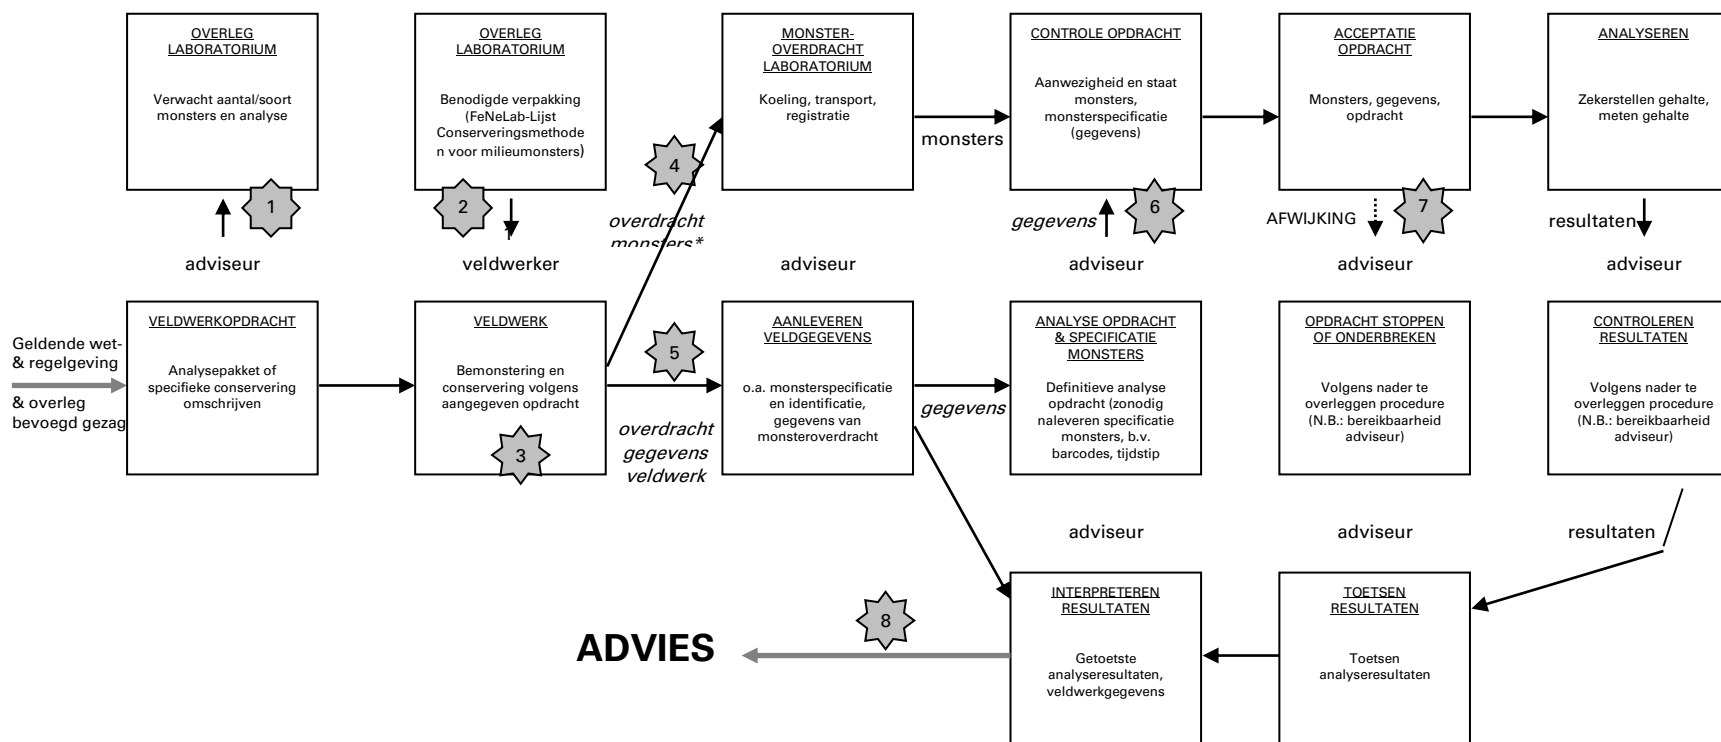 OVERLEG
LABORATORIUM
Verwacht aantal/soort
monsters en analyse
OVERLEG
LABORATORIUM
Benodigde verpakking
(FeNeLab-Lijst
Conserveringsmethode
n voor milieumonsters)
MONSTER-
OVERDRACHT
LABORATORIUM
Koeling, transport,
registratie
monsters
CONTROLE OPDRACHT
Aanwezigheid en staat
monsters,
monsterspecificatie
(gegevens)
ACCEPTATIE
OPDRACHT
Monsters, gegevens,
opdracht
ANALYSEREN
Zekerstellen gehalte,
meten gehalte
1
2
4
overdracht
monsters*
gegevens
6
AFWIJKING
7
resultaten
adviseur
veldwerker
adviseur
adviseur
adviseur
adviseur
Geldende wet-
& regelgeving
& overleg
bevoegd gezag
VELDWERKOPDRACHT
Analysepakket of
specifieke conservering
omschrijven
VELDWERK
Bemonstering en
conservering volgens
aangegeven opdracht
3
5
overdracht
gegevens
veldwerk
AANLEVEREN
VELDGEGEVENS
o.a. monsterspecificatie
en identificatie,
gegevens van
monsteroverdracht
gegevens
ANALYSE OPDRACHT
& SPECIFICATIE
MONSTERS
Definitieve analyse
opdracht (zonodig
naleveren specificatie
monsters, b.v.
barcodes, tijdstip
OPDRACHT STOPPEN
OF ONDERBREKEN
Volgens nader te
overleggen procedure
(N.B.: bereikbaarheid
adviseur)
CONTROLEREN
RESULTATEN
Volgens nader te
overleggen procedure
(N.B.: bereikbaarheid
adviseur)
adviseur
adviseur
resultaten
ADVIES
8
INTERPRETEREN
RESULTATEN
Getoetste
analyseresultaten,
veldwerkgegevens
TOETSEN
RESULTATEN
Toetsen
analyseresultaten